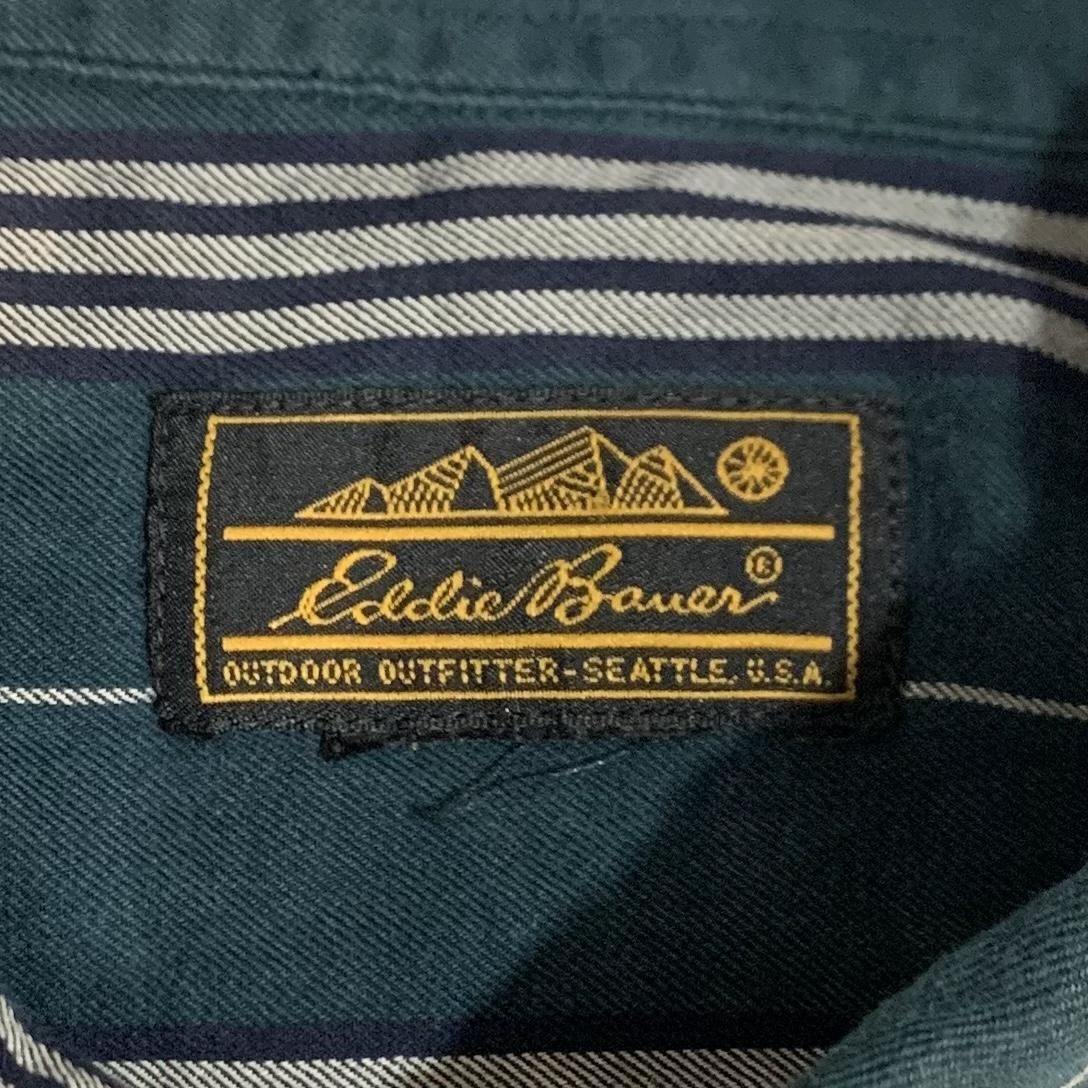 Eddie Bauer®
OUTDOOR OUTFITTER-SEATTLE, U.S.A.